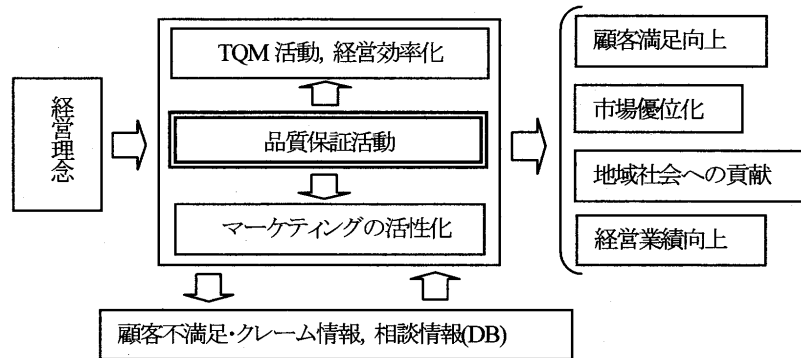 経営理念
TQM 活動, 経営効率化
品質保証活動
マーケティングの活性化
顧客満足向上
市場優位化
地域社会への貢献
経営業績向上
顧客不満足・クレーム情報, 相談情報(DB)